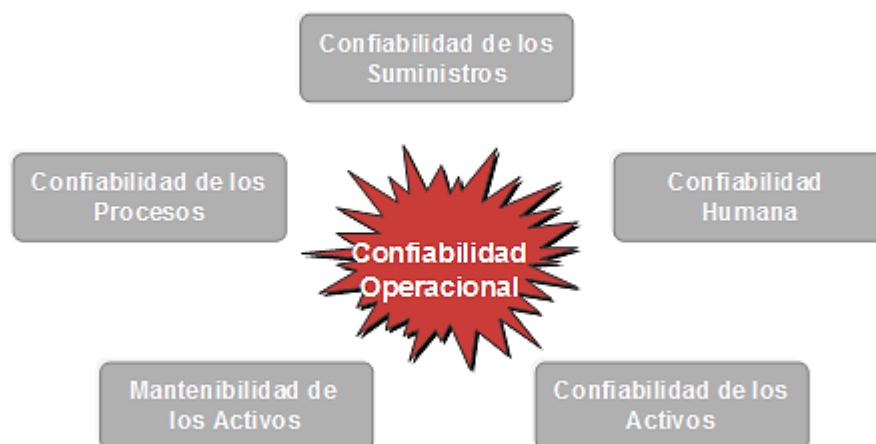 Confiabilidad de los
Suministros
Confiabilidad de los
Procesos
Confiabilidad
Humana
Confiabilidad
Operacional
Mantenibilidad de
los Activos
Confiabilidad de los
Activos